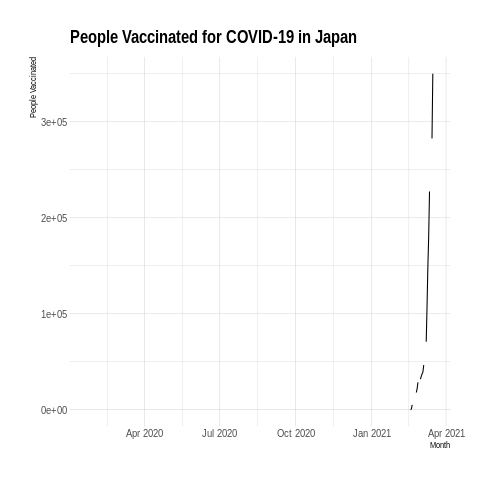 People Vaccinated for COVID-19 in Japan
People Vaccinated
3e+05
2e+05
1e+05
0e+00
Apr 2020 Jul 2020 Oct 2020 Jan 2021 Apr 2021
Month